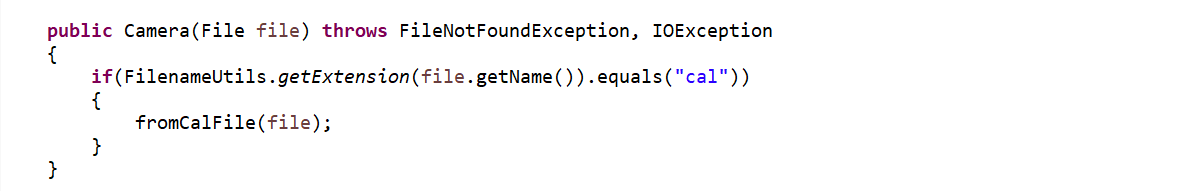 public Camera(File file) throws FileNotFoundException, IOException
{
    if(FilenameUtils.getExtension(file.getName()).equals("cal"))
    {
        fromCalFile(file);
    }
}